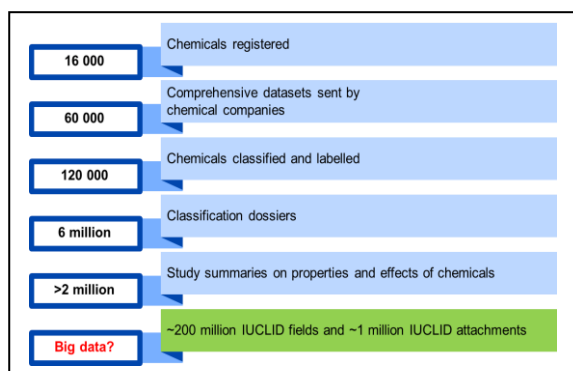 Chemicals registered
16 000
Comprehensive datasets sent by
chemical companies
60 000
Chemicals classified and labelled
120 000
Classification dossiers
6 million
Study summaries on properties and effects of chemicals
>2 million
~200 million IUCLID fields and ~1 million IUCLID attachments
Big data?